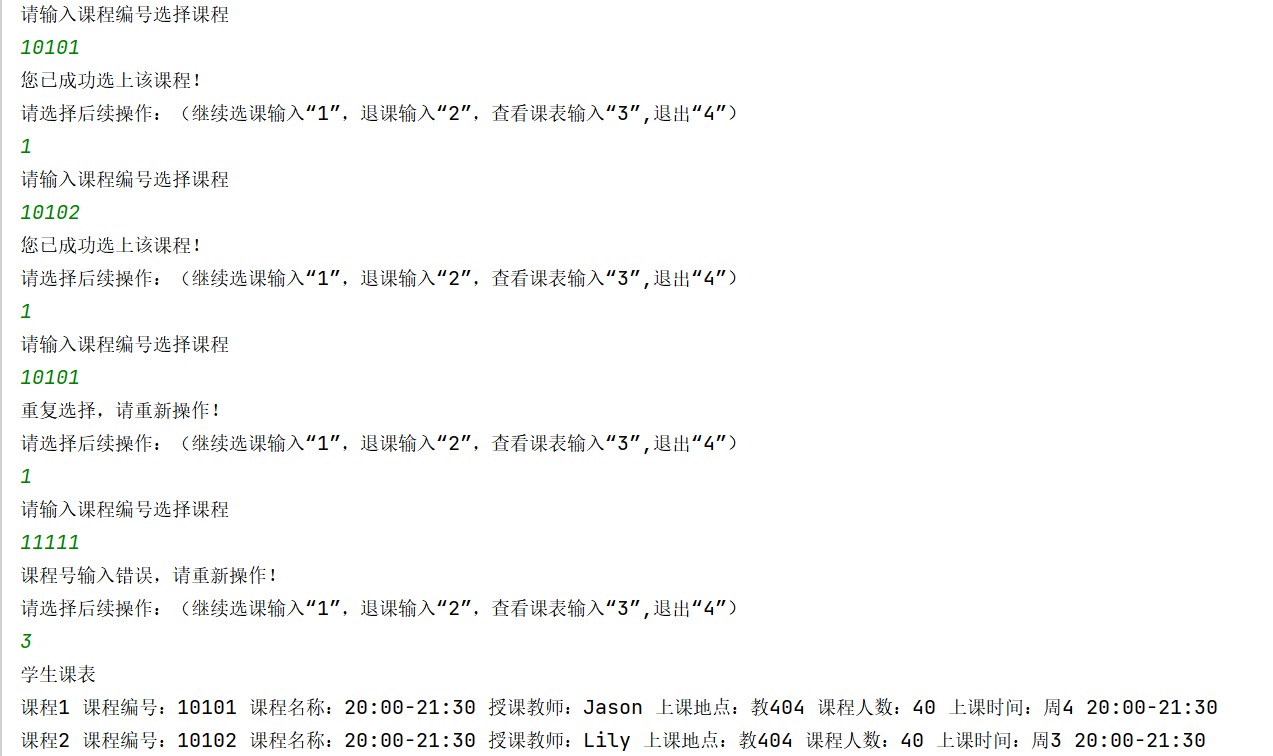 请输入课程编号选择课程
10101
您已成功选上该课程！
请选择后续操作：（继续选课输入“1”，退课输入“2”，查看课表输入“3”,退出“4”）
1
请输入课程编号选择课程
10102
您已成功选上该课程！
请选择后续操作：（继续选课输入“1”，退课输入“2”，查看课表输入“3”,退出“4”）
1
请输入课程编号选择课程
10101
重复选择，请重新操作！
请选择后续操作：（继续选课输入“1”，退课输入“2”，查看课表输入“3”,退出“4”）
1
请输入课程编号选择课程
11111
课程号输入错误，请重新操作！
请选择后续操作：（继续选课输入“1”，退课输入“2”，查看课表输入“3”,退出“4”）
3
学生课表
课程1 课程编号：10101 课程名称：20:00-21:30 授课教师：Jason 上课地点：教404 课程人数：40 上课时间：周4 20:00-21:30
课程2 课程编号：10102 课程名称：20:00-21:30 授课教师：Lily 上课地点：教404 课程人数：40 上课时间：周3 20:00-21:30